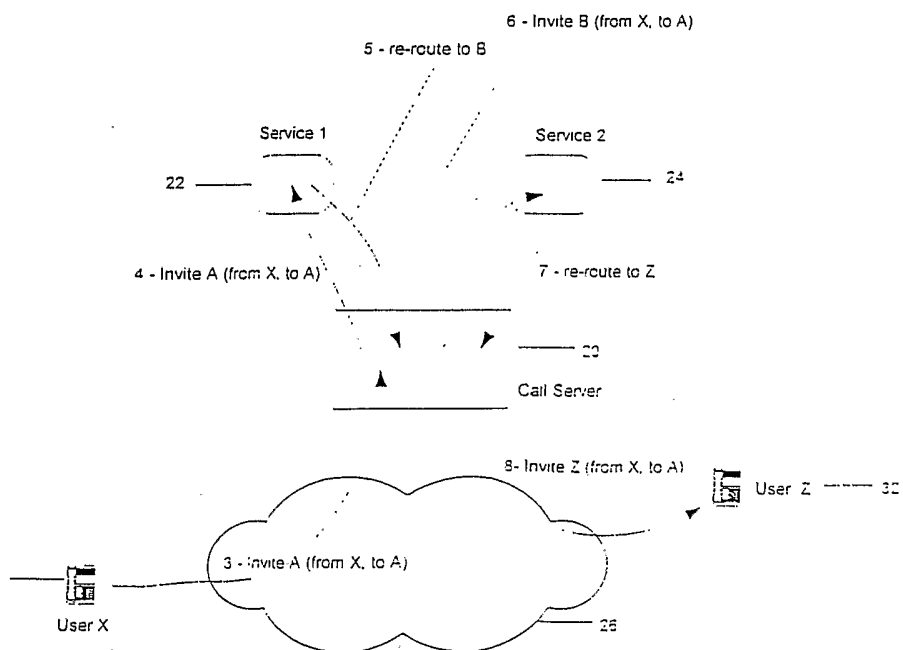 6 - Invite B (from X, to A)
5 - re-route to B
Service 1
Service 2
22
24
4 - Invite A (from X, to A)
7 - re-route to Z
Call Server
8- Invite Z (from X, to A)
User Z
32
3 - Invite A (from X, to A)
User X
26